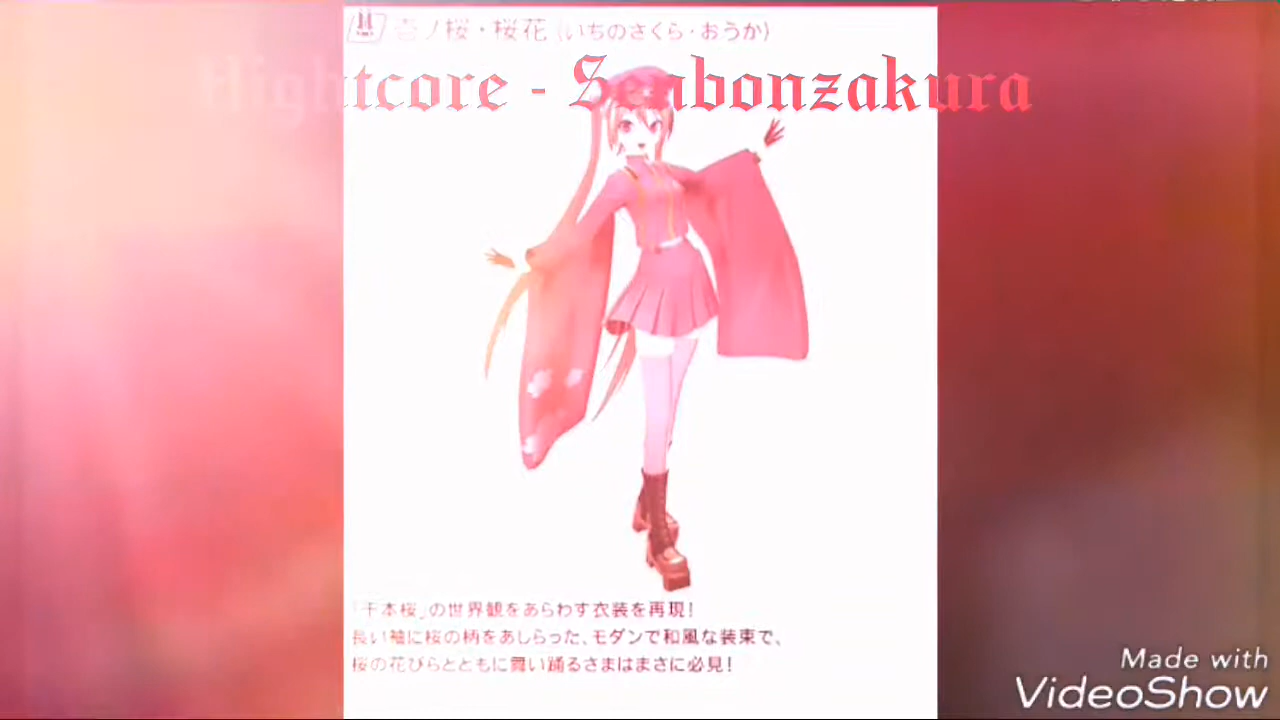 壱ノ桜・桜花 (いちのさくら・おうか)
Nightcore - Senbonzakura
「千本桜」の世界観をあらわす衣装を再現!
長い袖に桜の柄をあしらった、モダンで和風な装束で、
桜の花びらとともに舞い踊るさまはまさに必見!
Made with
VideoShow